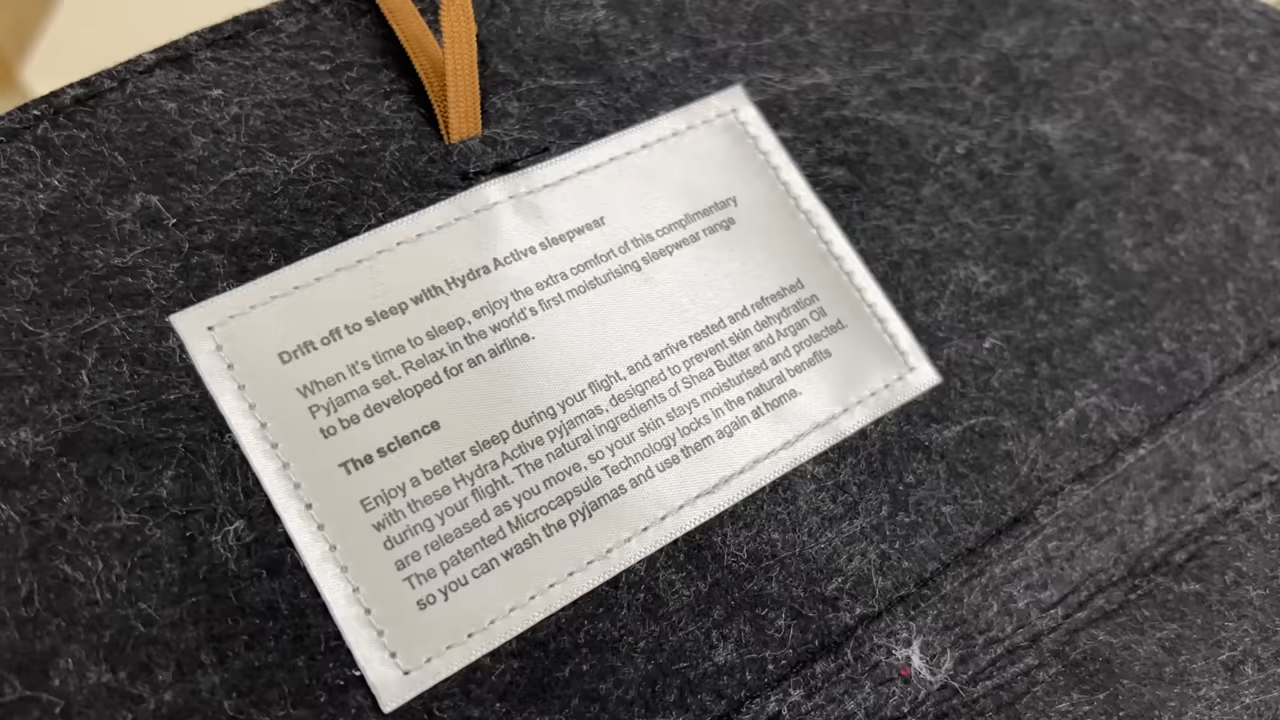 Drift off to sleep with Hydra Active sleepwear
When it's time to sleep, enjoy the extra comfort of this complimentary
Pyjama set. Relax in the world's first moisturising sleepwear range
to be developed for an airline.
The science
Enjoy a better sleep during your flight, and arrive rested and refreshed
with these Hydra Active pyjamas, designed to prevent skin dehydration
during your flight. The natural ingredients of Shea Butter and Argan Oil
are released as you move, so your skin stays moisturised and protected.
The patented Microcapsule Technology locks in the natural benefits
so you can wash the pyjamas and use them again at home.